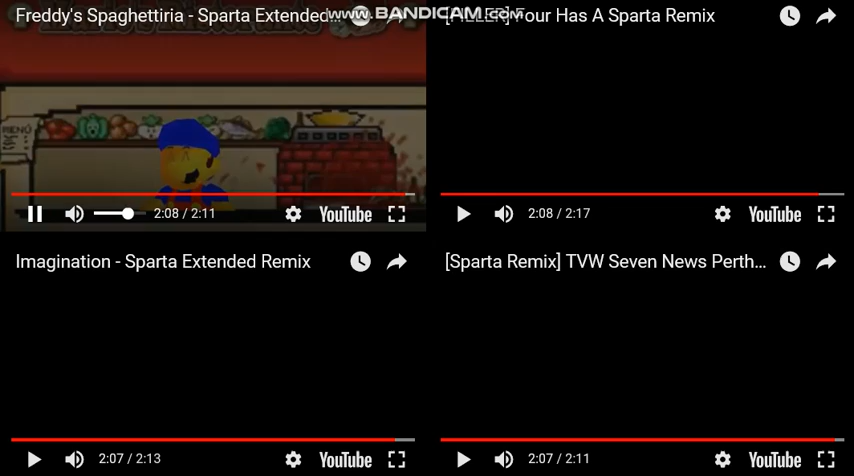 Freddy's Spaghettiria - Sparta Extended...
www.BANDICAM.com
Four Has A Sparta Remix
MENÚ
2:08 / 2:11
YouTube
2:08 / 2:17
YouTube
Imagination - Sparta Extended Remix
[Sparta Remix] TVW Seven News Perth...
2:07 / 2:13
YouTube
2:07 / 2:11
YouTube